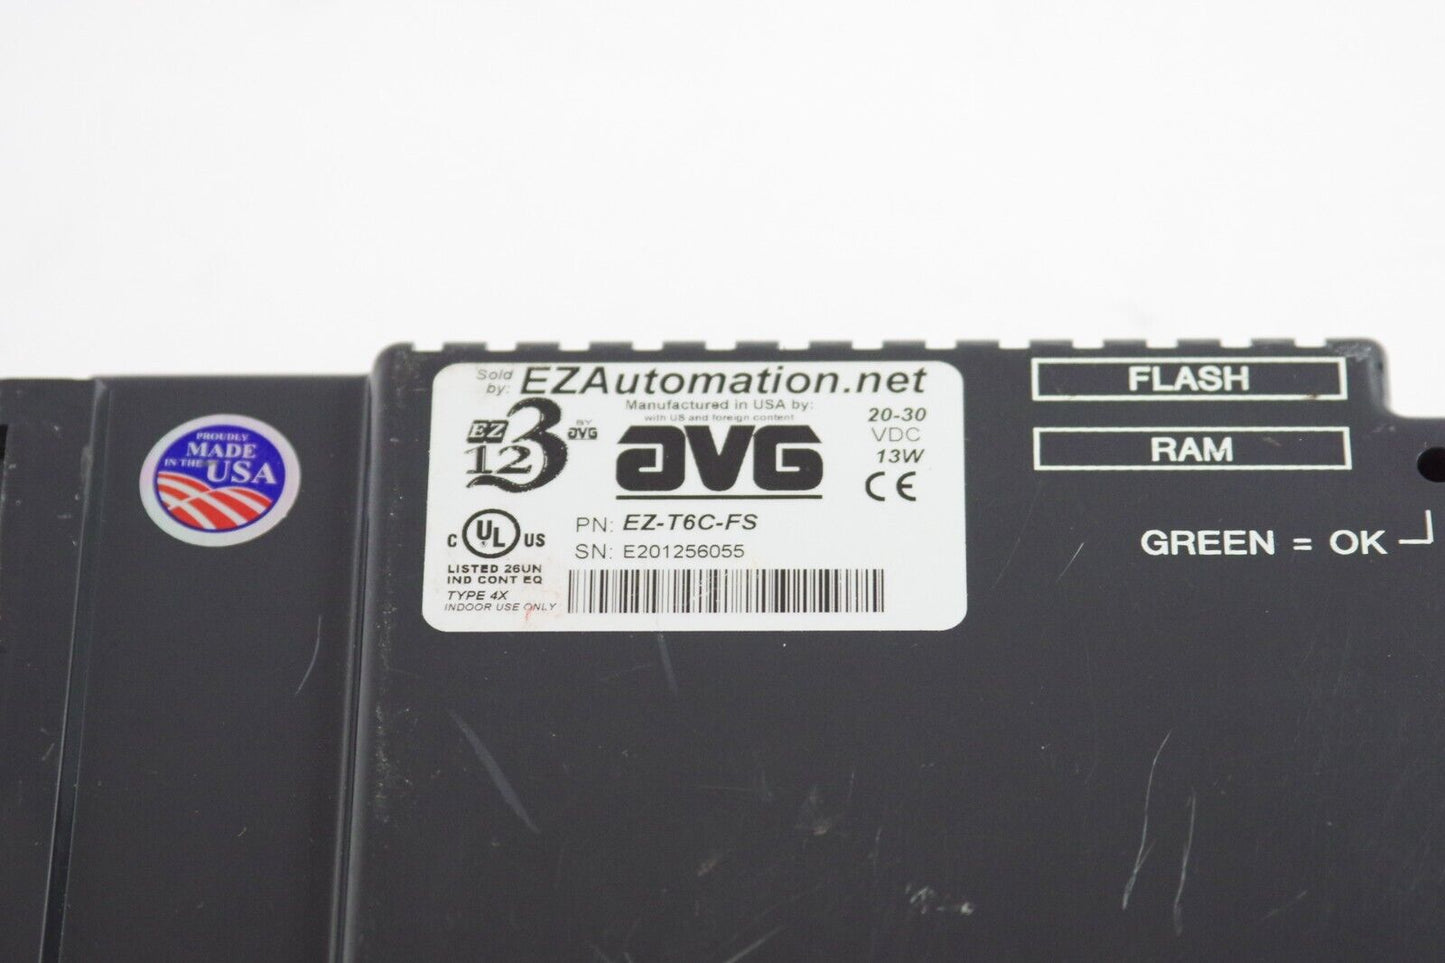 PROUDLY
MADE
IN THE USA
Sold by: EZAutomation.net
Manufactured in USA by:
with US and foreign content
EZ 3 BY AVG
12
AVG
20-30
VDC
13W
CE
C UL US
LISTED 26UN
IND CONT EQ
TYPE 4X
INDOOR USE ONLY
PN: EZ-T6C-FS
SN: E201256055
FLASH
RAM
GREEN = OK